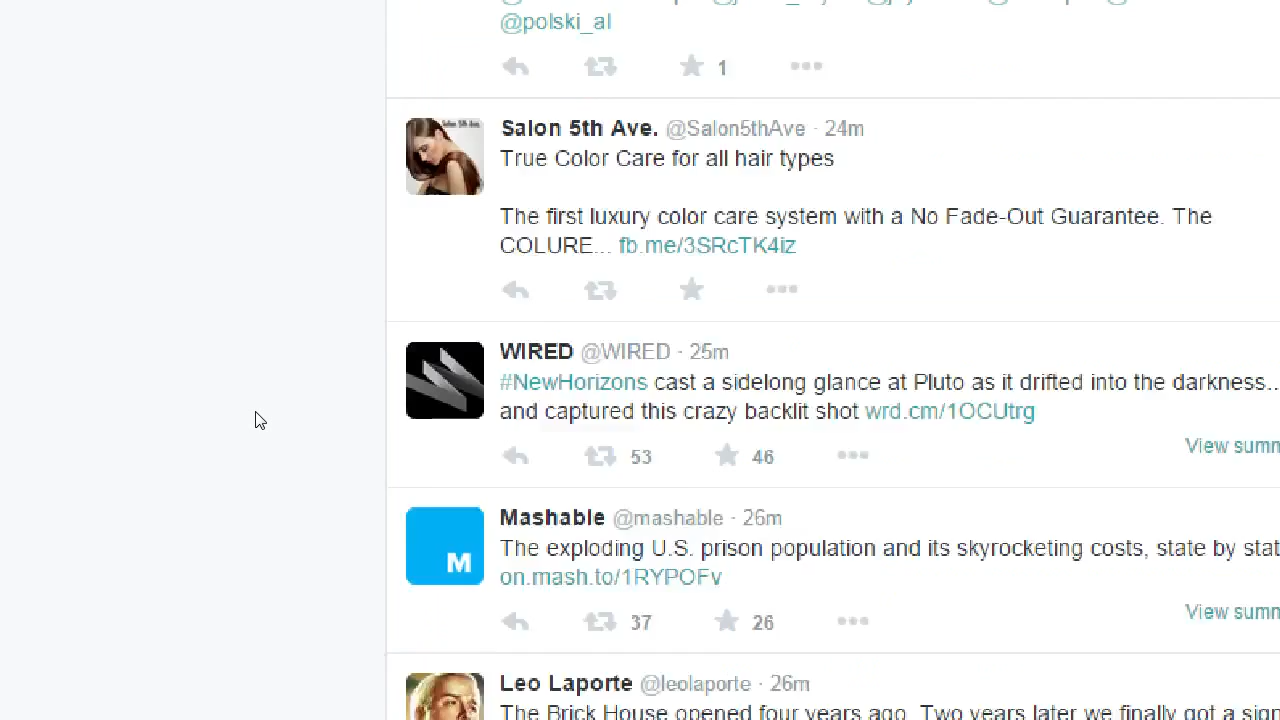 @polski_al
1
Salon 5th Ave. @Salon5thAve · 24m
True Color Care for all hair types
The first luxury color care system with a No Fade-Out Guarantee. The
COLURE... fb.me/3SRcTK4iz
WIRED @WIRED · 25m
#NewHorizons cast a sidelong glance at Pluto as it drifted into the darkness..
and captured this crazy backlit shot wrd.cm/1OCUtrg
View summ
53 46
M
Mashable @mashable · 26m
The exploding U.S. prison population and its skyrocketing costs, state by stat
on.mash.to/1RYPOFv
View summ
37 26
Leo Laporte @leolaporte · 26m
The Brick House opened four years ago. Two years later we finally got a sign